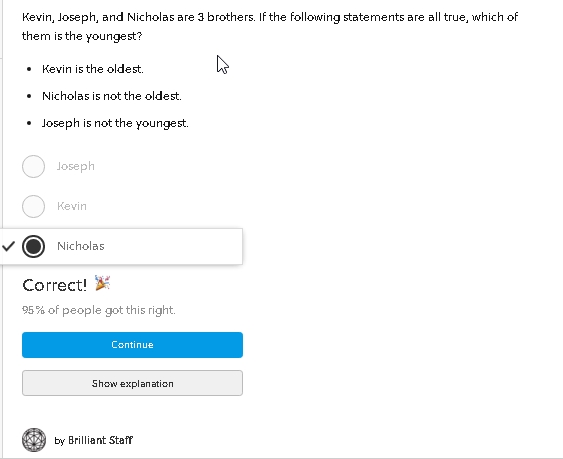 Kevin, Joseph, and Nicholas are 3 brothers. If the following statements are all true, which of
them is the youngest?
• Kevin is the oldest.
• Nicholas is not the oldest.
• Joseph is not the youngest.
Joseph
Kevin
Nicholas
Correct! 🎉
95% of people got this right.
Continue
Show explanation
by Brilliant Staff